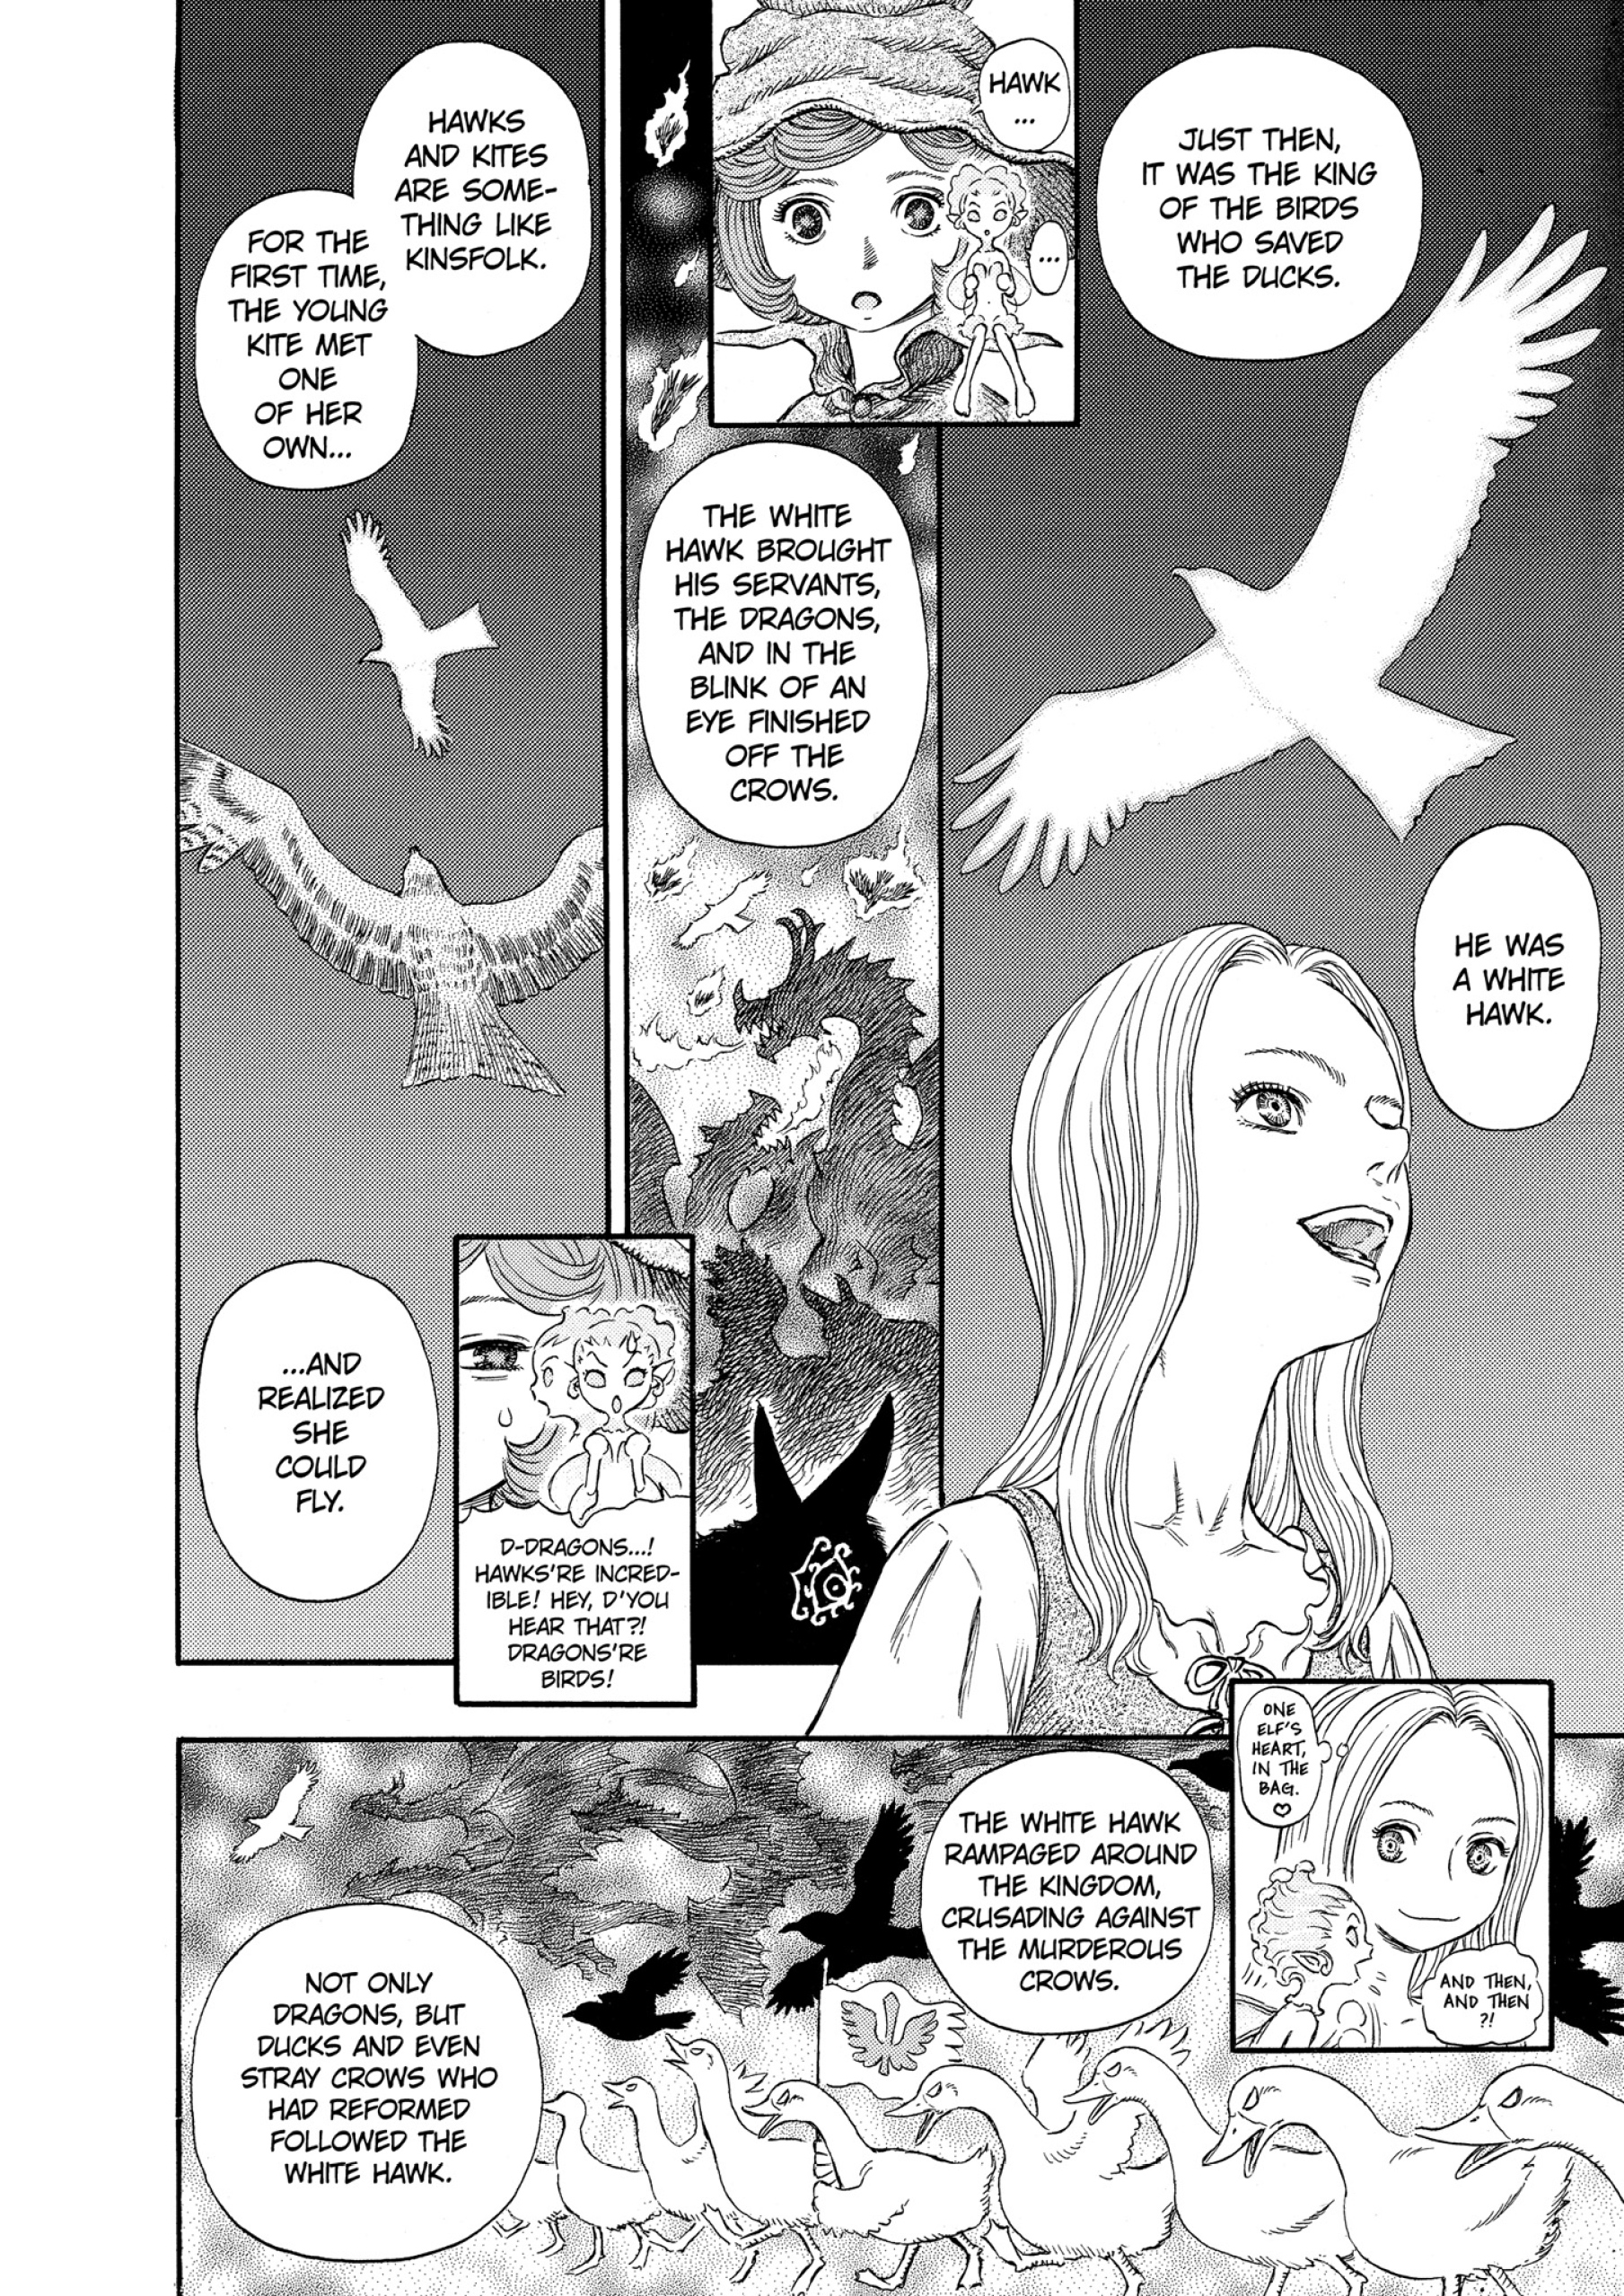 JUST THEN,
IT WAS THE KING
OF THE BIRDS
WHO SAVED
THE DUCKS.
HE WAS
A WHITE
HAWK.
HAWK
...
...
THE WHITE
HAWK BROUGHT
HIS SERVANTS,
THE DRAGONS,
AND IN THE
BLINK OF AN
EYE FINISHED
OFF THE
CROWS.
D-DRAGONS...!
HAWKS'RE INCRED-
IBLE! HEY, D'YOU
HEAR THAT?!
DRAGONS'RE
BIRDS!
HAWKS
AND KITES
ARE SOME-
THING LIKE
KINSFOLK.
FOR THE
FIRST TIME,
THE YOUNG
KITE MET
ONE
OF HER
OWN...
...AND
REALIZED
SHE
COULD
FLY.
ONE
ELF'S
HEART,
IN THE
BAG.
♡
AND THEN,
AND THEN
?!
THE WHITE HAWK
RAMPAGED AROUND
THE KINGDOM,
CRUSADING AGAINST
THE MURDEROUS
CROWS.
NOT ONLY
DRAGONS, BUT
DUCKS AND EVEN
STRAY CROWS WHO
HAD REFORMED
FOLLOWED THE
WHITE HAWK.